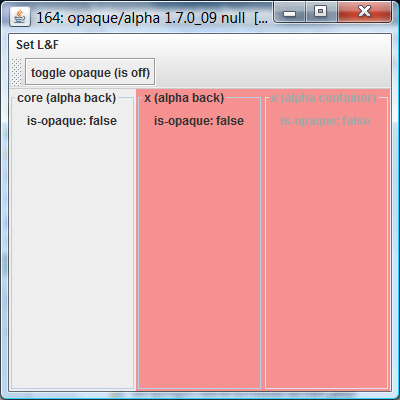 164: opaque/alpha 1.7.0_09 null [...
Set L&F
toggle opaque (is off)
core (alpha back) x (alpha back) x (alpha container)
is-opaque: false is-opaque: false is-opaque: false